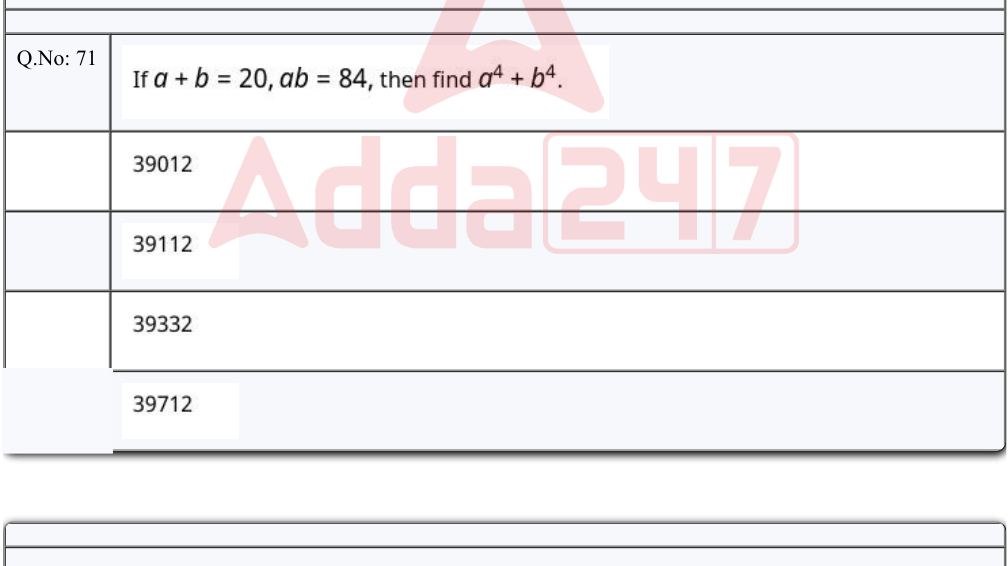 Q.No: 71
If a + b = 20, ab = 84, then find a⁴ + b⁴.
39012
Adda247
39112
39332
39712